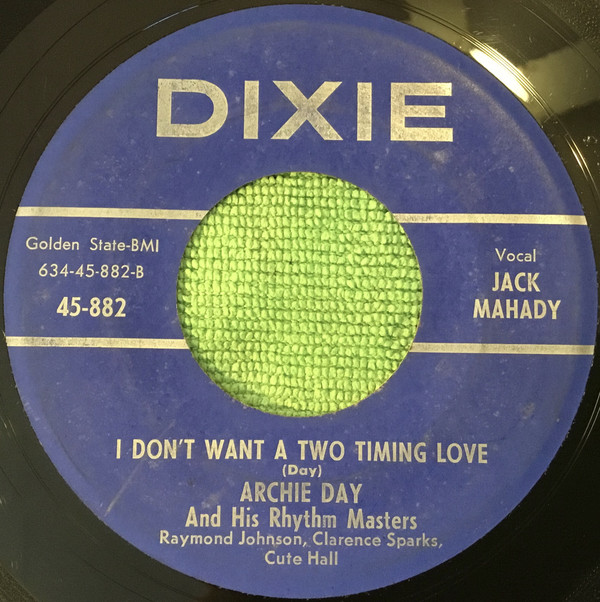 DIXIE
Golden State-BMI
634-45-882-B
45-882
Vocal
JACK
MAHADY
I DON'T WANT A TWO TIMING LOVE
(Day)
ARCHIE DAY
And His Rhythm Masters
Raymond Johnson, Clarence Sparks,
Cute Hall